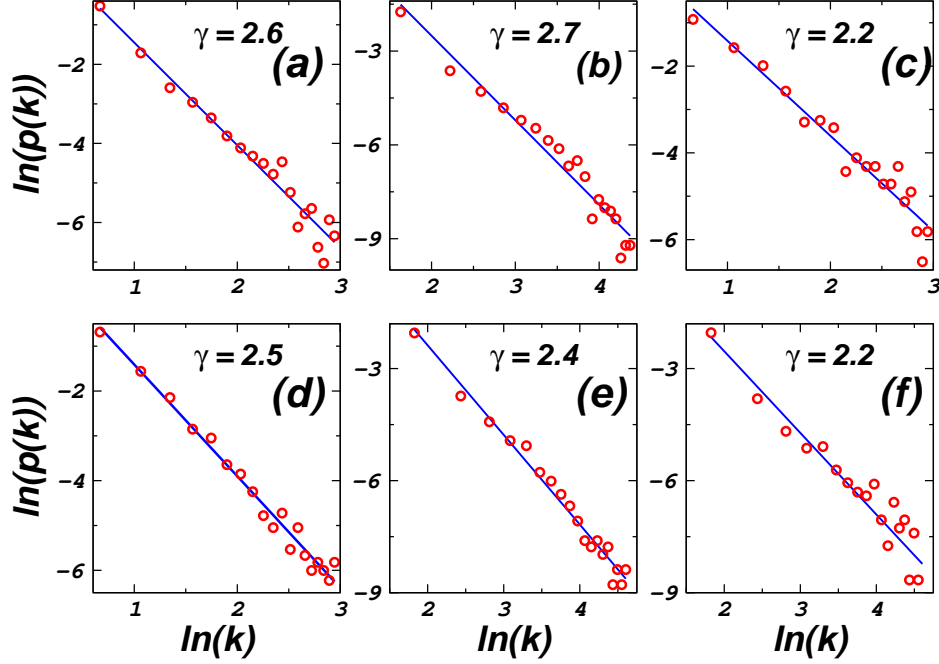 γ = 2.6
(a)
ln(p(k))
-2
-4
-6
1
2
3
γ = 2.7
(b)
-3
-6
-9
2
3
4
γ = 2.2
(c)
-2
-4
-6
1
2
3
γ = 2.5
(d)
ln(p(k))
-2
-4
-6
1
2
3
ln(k)
γ = 2.4
(e)
-3
-6
-9
2
3
4
ln(k)
γ = 2.2
(f)
-3
-6
-9
2
3
4
ln(k)